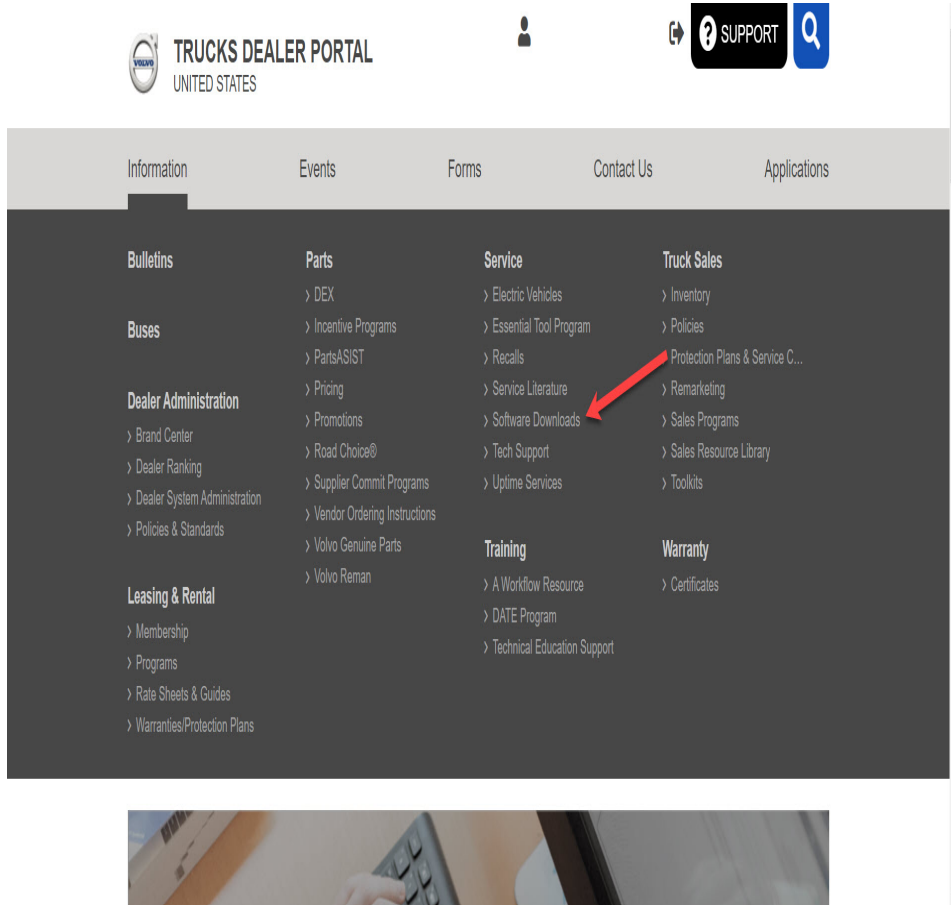 VOLVO
TRUCKS DEALER PORTAL
UNITED STATES
? SUPPORT
Information
Events
Forms
Contact Us
Applications
Bulletins
Buses
Dealer Administration
> Brand Center
> Dealer Ranking
> Dealer System Administration
> Policies & Standards
Leasing & Rental
> Membership
> Programs
> Rate Sheets & Guides
> Warranties/Protection Plans
Parts
> DEX
> Incentive Programs
> PartsASIST
> Pricing
> Promotions
> Road Choice®
> Supplier Commit Programs
> Vendor Ordering Instructions
> Volvo Genuine Parts
> Volvo Reman
Service
> Electric Vehicles
> Essential Tool Program
> Recalls
> Service Literature
> Software Downloads
> Tech Support
> Uptime Services
Training
> A Workflow Resource
> DATE Program
> Technical Education Support
Truck Sales
> Inventory
> Policies
Protection Plans & Service C...
> Remarketing
> Sales Programs
> Sales Resource Library
> Toolkits
Warranty
> Certificates